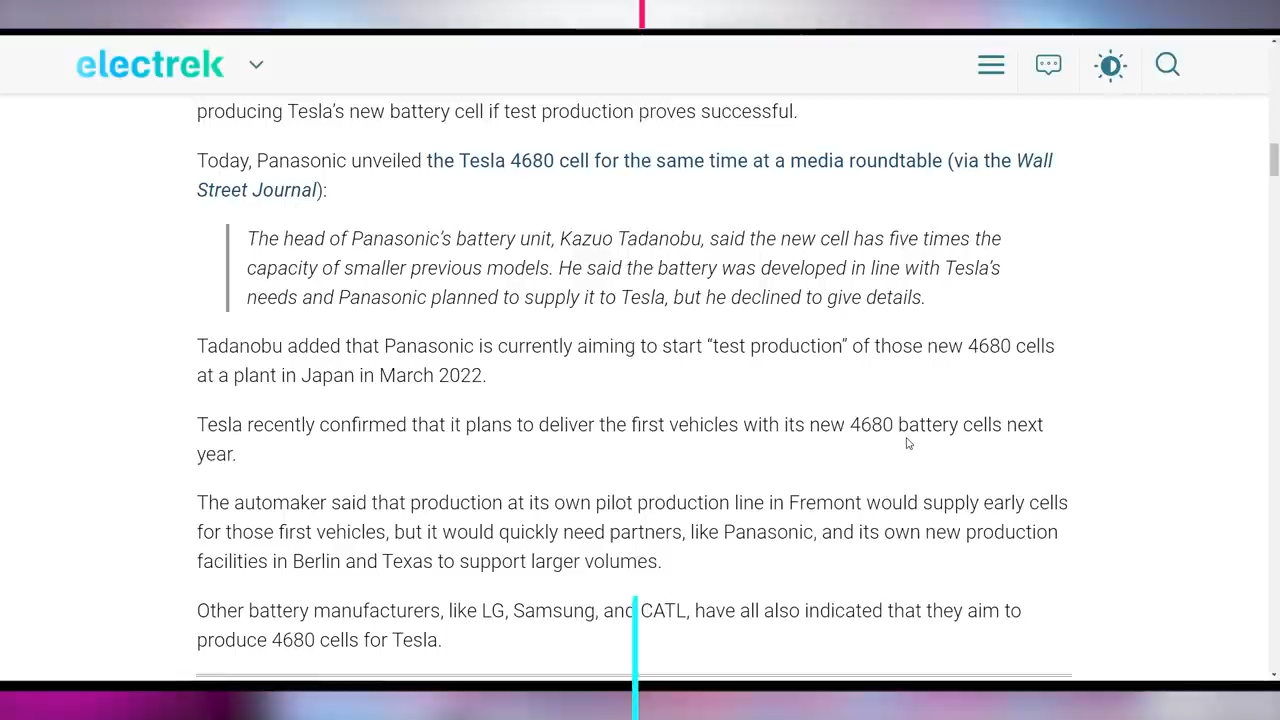 electrek
producing Tesla's new battery cell if test production proves successful.
Today, Panasonic unveiled the Tesla 4680 cell for the same time at a media roundtable (via the Wall
Street Journal):
The head of Panasonic's battery unit, Kazuo Tadanobu, said the new cell has five times the
capacity of smaller previous models. He said the battery was developed in line with Tesla's
needs and Panasonic planned to supply it to Tesla, but he declined to give details.
Tadanobu added that Panasonic is currently aiming to start “test production” of those new 4680 cells
at a plant in Japan in March 2022.
Tesla recently confirmed that it plans to deliver the first vehicles with its new 4680 battery cells next
year.
The automaker said that production at its own pilot production line in Fremont would supply early cells
for those first vehicles, but it would quickly need partners, like Panasonic, and its own new production
facilities in Berlin and Texas to support larger volumes.
Other battery manufacturers, like LG, Samsung, and CATL, have all also indicated that they aim to
produce 4680 cells for Tesla.